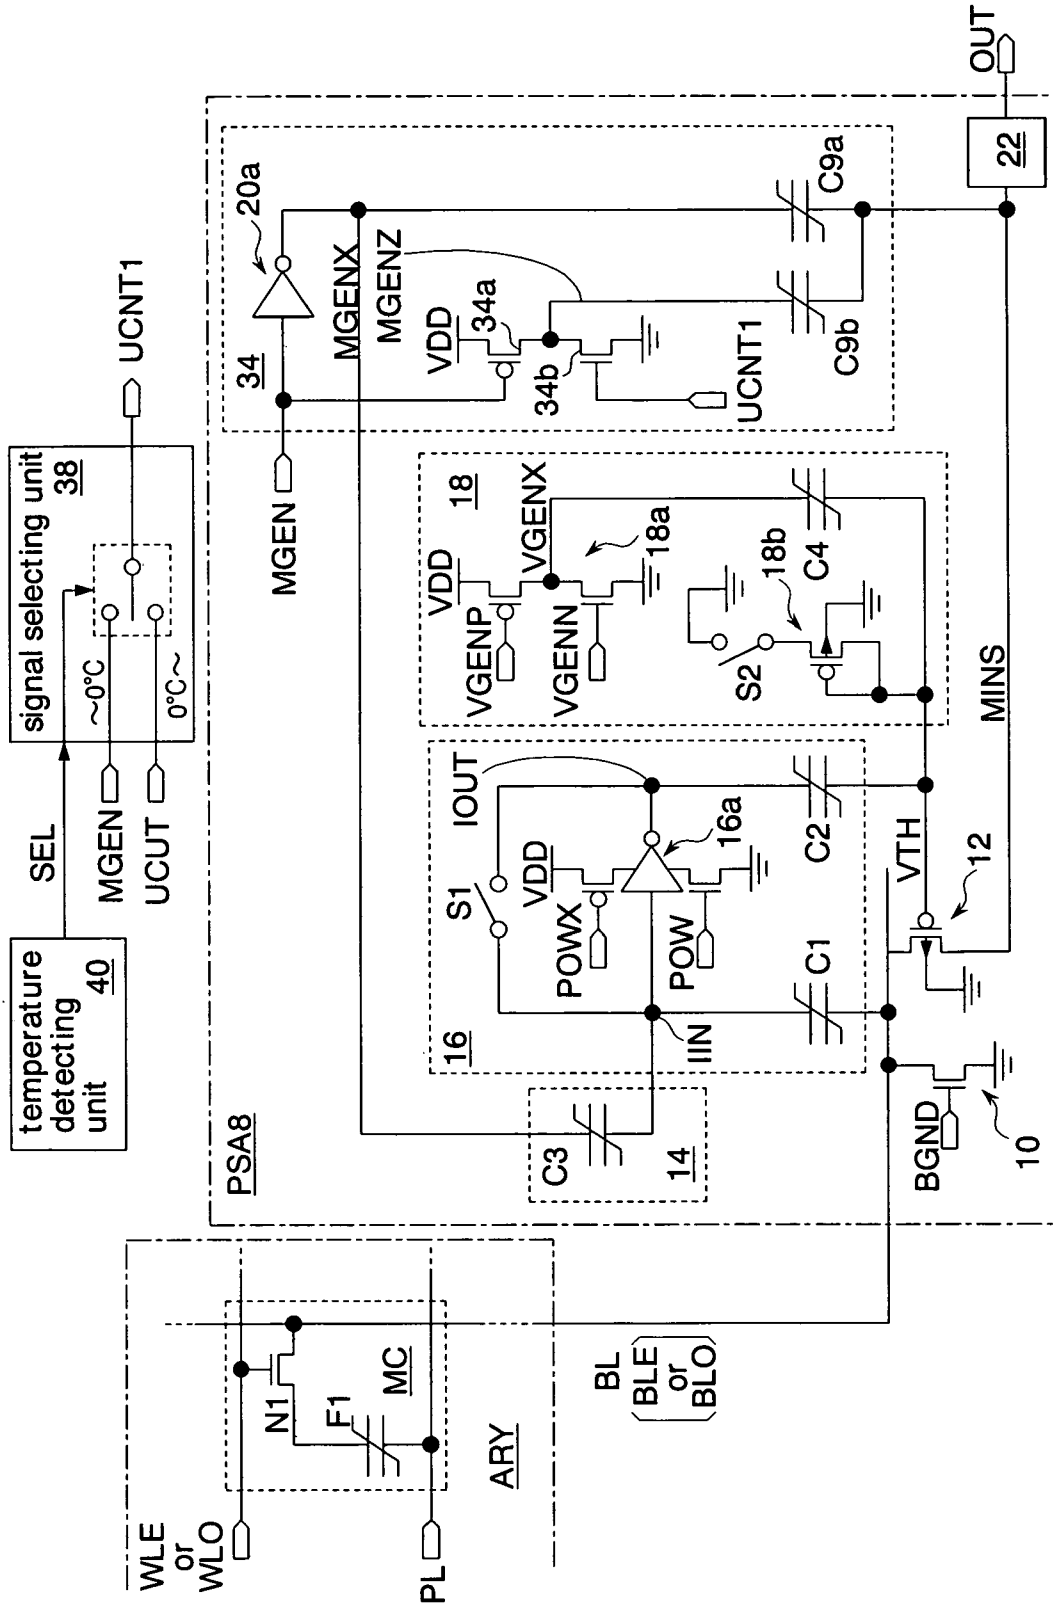 temperature
detecting
unit
40
SEL
signal selecting unit
38
MGEN
UCUT
~0°C
0°C~
UCNT1
PSA8
WLE
or
WLO
PL
N1
F1
MC
ARY
BL
BLE
or
BLO
C3
14
16
S1
IOUT
VDD
POWX
POW
16a
IIN
C1
C2
BGND
10
VTH
12
MINS
18
VDD
VGENP
VGENN
VGENX
18a
S2
18b
C4
MGEN
34
20a
MGENX
MGENZ
VDD
34a
34b
UCNT1
C9b
C9a
22
OUT